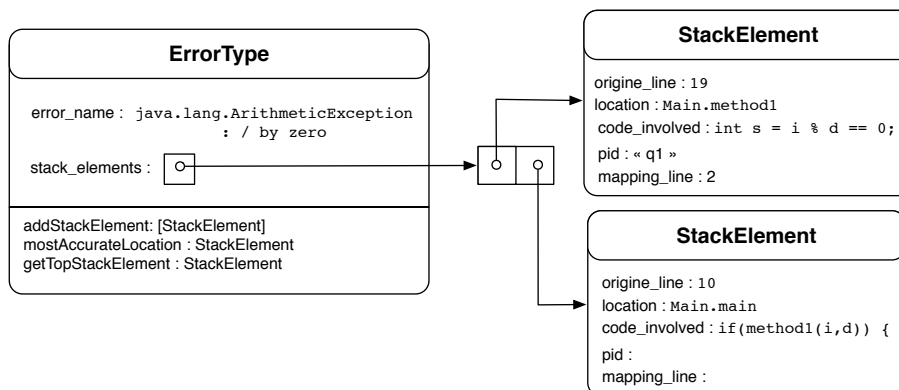 ErrorType
error_name : java.lang.ArithmeticException
: / by zero
stack_elements :
addStackElement: [StackElement]
mostAccurateLocation : StackElement
getTopStackElement : StackElement
StackElement
origine_line : 19
location : Main.method1
code_involved : int s = i % d == 0;
pid : « q1 »
mapping_line : 2
StackElement
origine_line : 10
location : Main.main
code_involved : if(method1(i,d)) {
pid :
mapping_line :